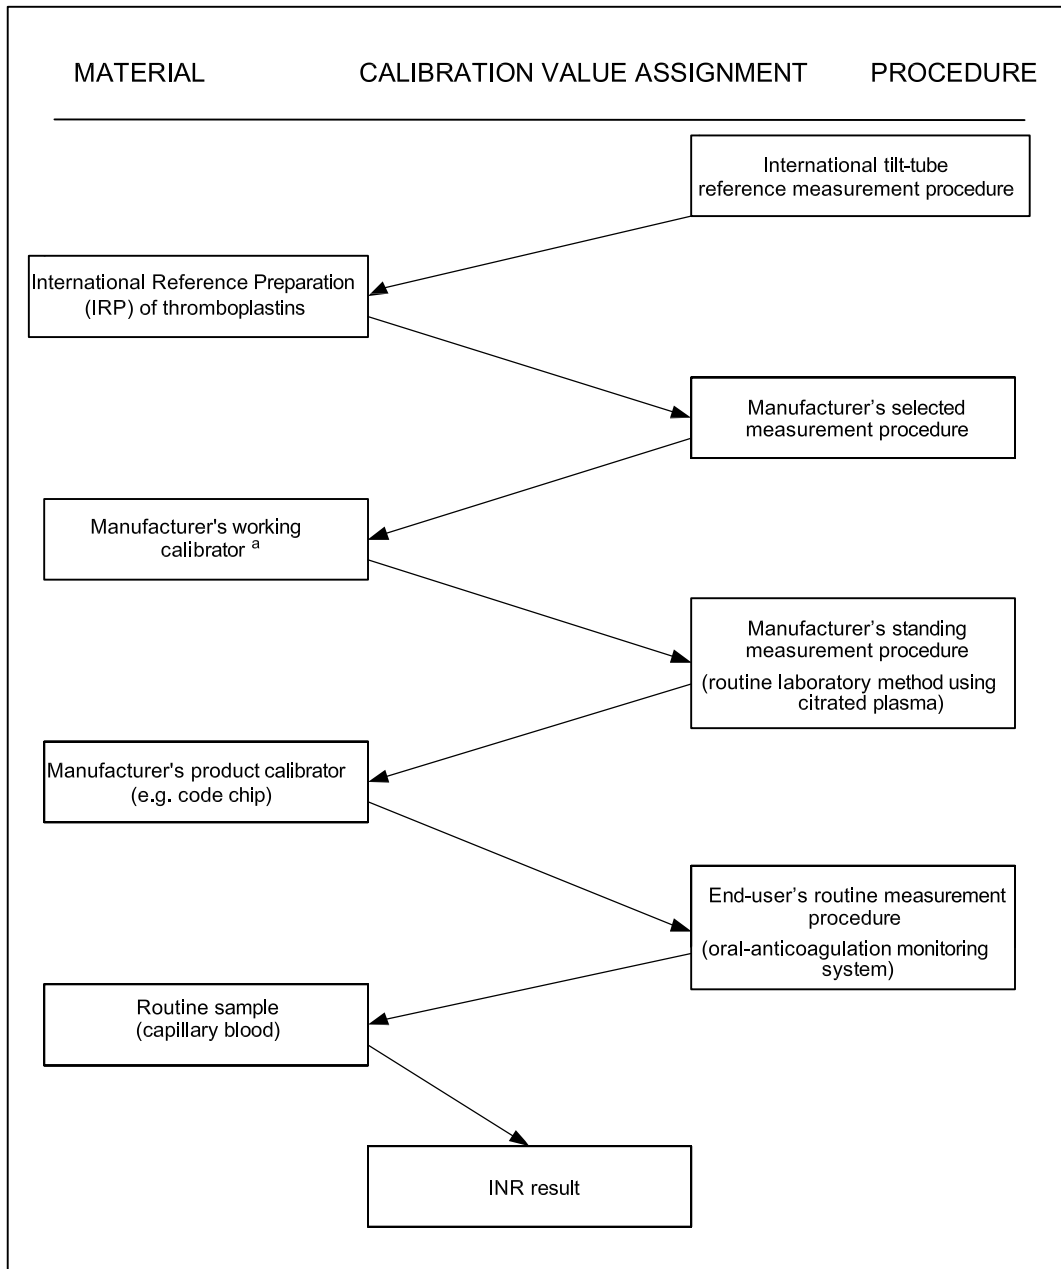 MATERIAL CALIBRATION VALUE ASSIGNMENT PROCEDURE
International tilt-tube
reference measurement procedure
International Reference Preparation
(IRP) of thromboplastins
Manufacturer’s selected
measurement procedure
Manufacturer's working
calibrator a
Manufacturer’s standing
measurement procedure
(routine laboratory method using
citrated plasma)
Manufacturer's product calibrator
(e.g. code chip)
End-user’s routine measurement
procedure
(oral-anticoagulation monitoring
system)
Routine sample
(capillary blood)
INR result